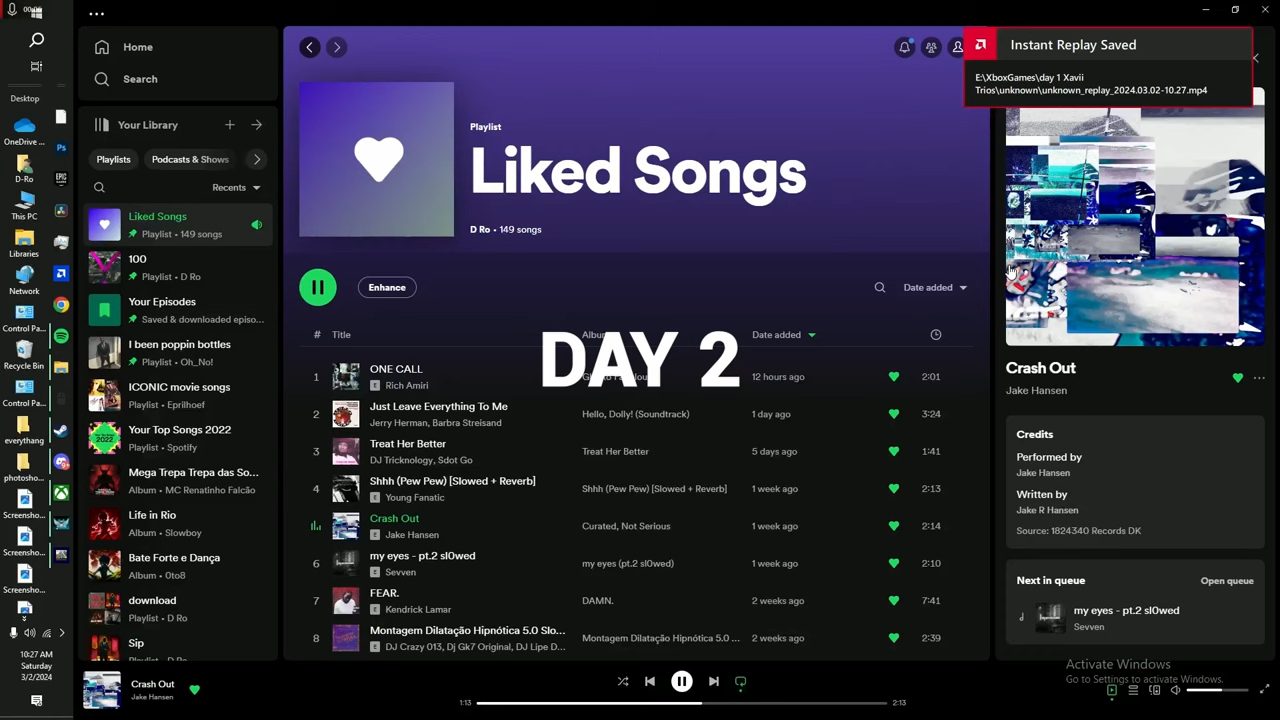 00:
Home
Search
Your Library
Playlists
Podcasts & Shows
Recents
Liked Songs
Playlist • 149 songs
100
Playlist • D Ro
Your Episodes
Saved & downloaded episo...
I been poppin bottles
Playlist • Oh_No!
ICONIC movie songs
Playlist • Eprilhoef
Your Top Songs 2022
Playlist • Spotify
Mega Trepa Trepa das So...
Album • MC Renatinho Falcão
Life in Rio
Album • Slowboy
Bate Forte e Dança
Album • 0to8
download
Playlist • D Ro
Sip
Desktop
OneDrive ...
D-Ro
This PC
Libraries
Network
Control Pa...
Recycle Bin
Control Pa...
everythang
photosho...
Screensho...
Screensho...
Screensho...
10:27 AM
Saturday
3/2/2024
Playlist
Liked Songs
D Ro • 149 songs
Enhance
Date added
# Title
Date added
DAY 2
1 ONE CALL 12 hours ago 2:01
E Rich Amiri
2 Just Leave Everything To Me Hello, Dolly! (Soundtrack) 1 day ago 3:24
Jerry Herman, Barbra Streisand
3 Treat Her Better Treat Her Better 5 days ago 1:41
DJ Tricknology, Sdot Go
4 Shhh (Pew Pew) [Slowed + Reverb] Shhh (Pew Pew) [Slowed + Reverb] 1 week ago 2:13
E Young Fanatic
Crash Out Curated, Not Serious 1 week ago 2:14
E Jake Hansen
6 my eyes - pt.2 sl0wed my eyes (pt.2 sl0wed) 1 week ago 2:10
E Sevven
7 FEAR. DAMN. 2 weeks ago 7:41
E Kendrick Lamar
8 Montagem Dilatação Hipnótica 5.0 Slo... Montagem Dilatação Hipnótica 5.0 ... 2 weeks ago 2:39
E DJ Crazy 013, Dj Gk7 Original, DJ Lipe D...
Instant Replay Saved
E:\XboxGames\day 1 Xavii
Trios\unknown\unknown_replay_2024.03.02-10.27.mp4
Crash Out
Jake Hansen
Credits
Performed by
Jake Hansen
Written by
Jake R Hansen
Source: 1824340 Records DK
Next in queue Open queue
my eyes - pt.2 sl0wed
Sevven
Activate Windows
Go to Settings to activate Windows.
Crash Out
Jake Hansen
1:13
2:13